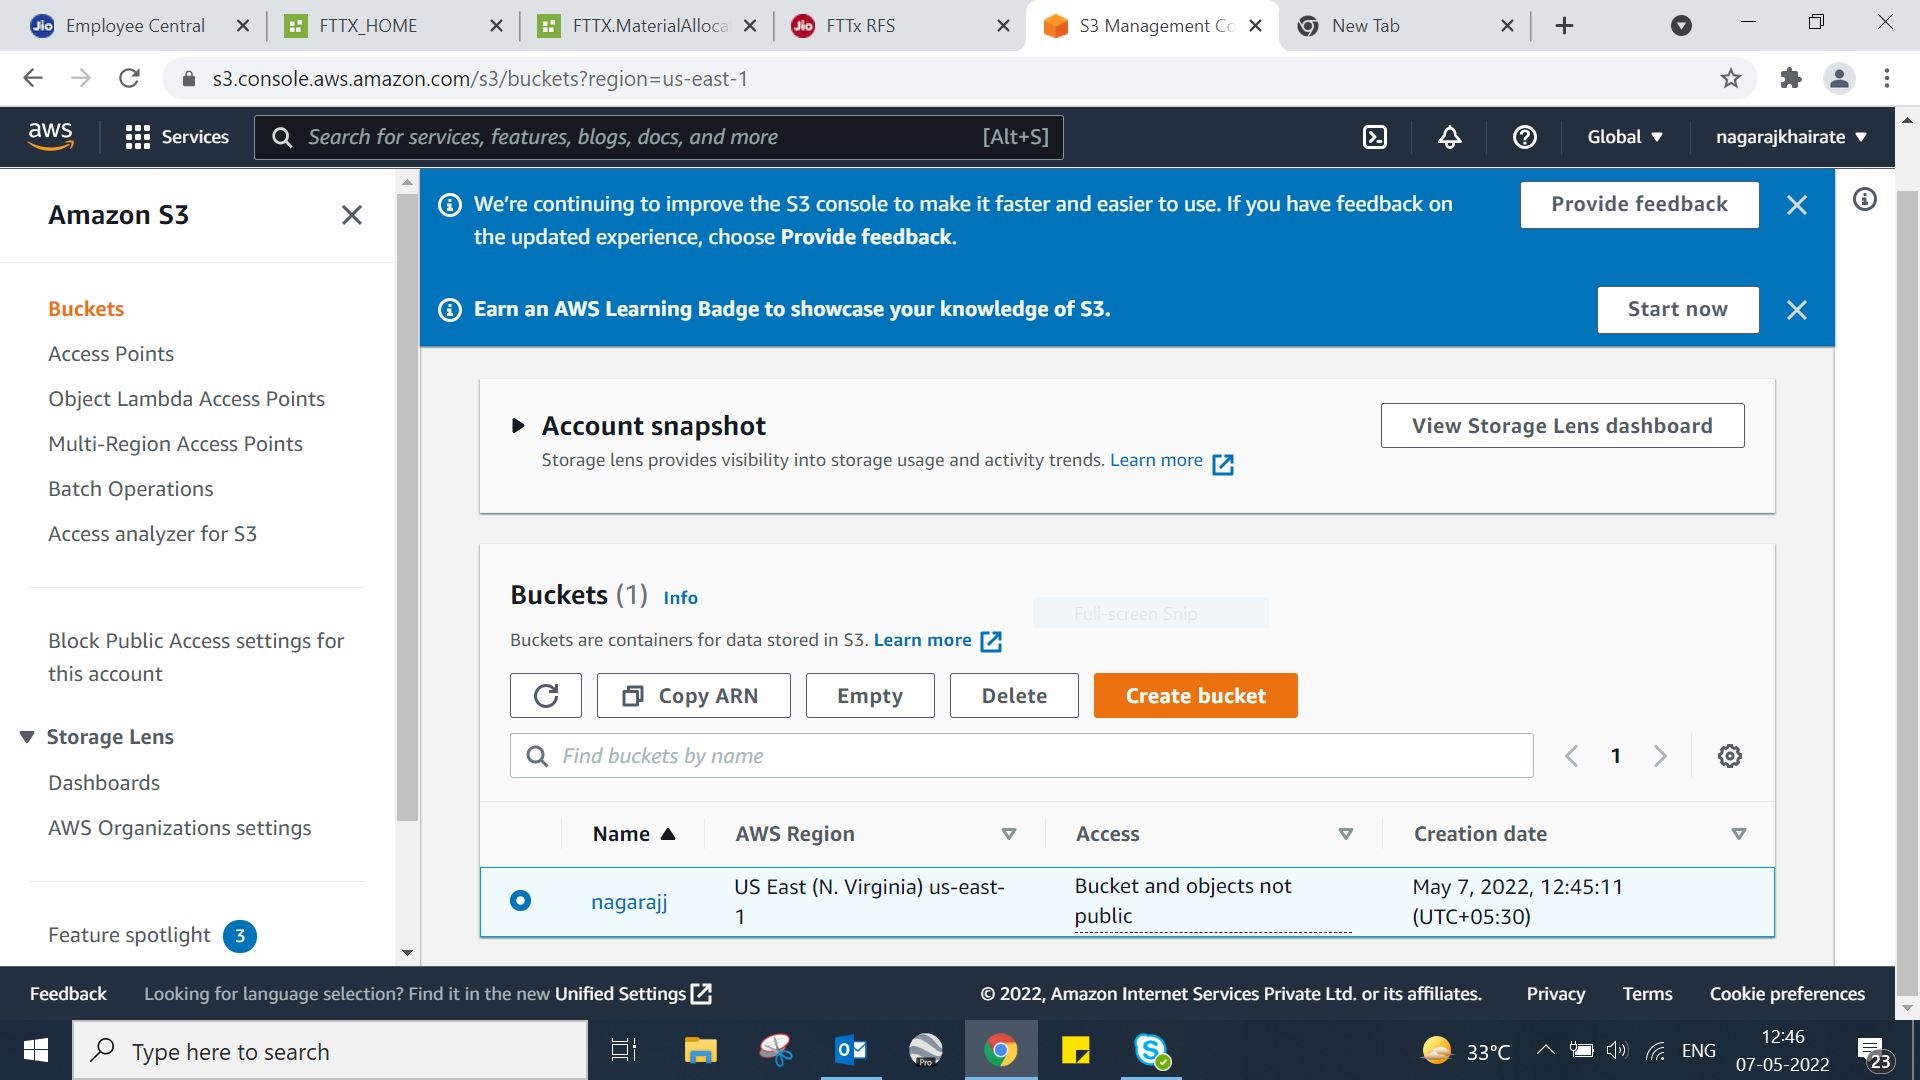 Jio Employee Central
FTTX_HOME
FTTX.MaterialAlloca
Jio FTTx RFS
S3 Management Co
New Tab
s3.console.aws.amazon.com/s3/buckets?region=us-east-1
aws
Services
Search for services, features, blogs, docs, and more
[Alt+S]
Global
nagarajkhairate
Amazon S3
Buckets
Access Points
Object Lambda Access Points
Multi-Region Access Points
Batch Operations
Access analyzer for S3
Block Public Access settings for
this account
Storage Lens
Dashboards
AWS Organizations settings
Feature spotlight 3
We're continuing to improve the S3 console to make it faster and easier to use. If you have feedback on
the updated experience, choose Provide feedback.
Provide feedback
Earn an AWS Learning Badge to showcase your knowledge of S3.
Start now
Account snapshot
Storage lens provides visibility into storage usage and activity trends. Learn more
View Storage Lens dashboard
Buckets (1) Info
Full-screen Snip
Buckets are containers for data stored in S3. Learn more
Copy ARN
Empty
Delete
Create bucket
Find buckets by name
1
Name
AWS Region
Access
Creation date
nagarajj
US East (N. Virginia) us-east-
1
Bucket and objects not
public
May 7, 2022, 12:45:11
(UTC+05:30)
Feedback
Looking for language selection? Find it in the new Unified Settings
© 2022, Amazon Internet Services Private Ltd. or its affiliates.
Privacy
Terms
Cookie preferences
Type here to search
Pro
33°C
ENG
12:46
07-05-2022
23